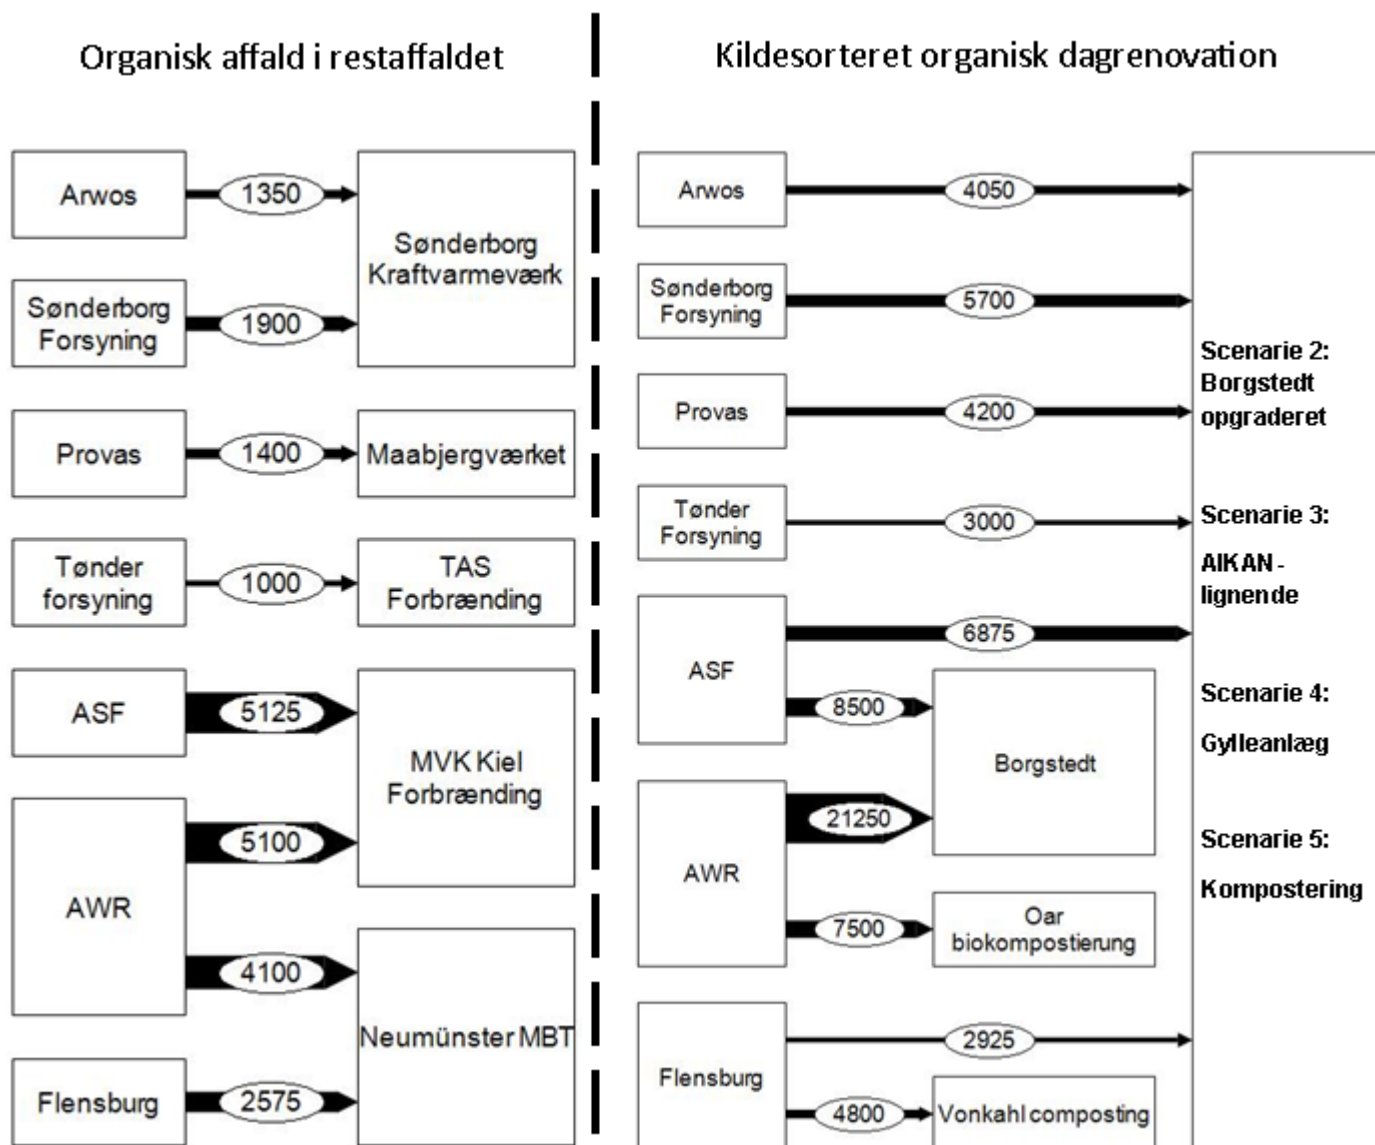 Organisk affald i restaffaldet
Arwos
1350
Sønderborg
Kraftvarmeværk
Sønderborg
Forsyning
1900
Provas
1400
Maabjergværket
Tønder
forsyning
1000
TAS
Forbrænding
ASF
5125
MVK Kiel
Forbrænding
AWR
5100
4100
Neumünster MBT
Flensburg
2575
Kildesorteret organisk dagrenovation
Arwos
4050
Sønderborg
Forsyning
5700
Provas
4200
Tønder
Forsyning
3000
ASF
6875
8500
Borgstedt
AWR
21250
7500
Oar
biokompostierung
Flensburg
2925
4800
Vonkahl composting
Scenarie 2:
Borgstedt
opgraderet
Scenarie 3:
AIKAN -
lignende
Scenarie 4:
Gylleanlæg
Scenarie 5:
Kompostering